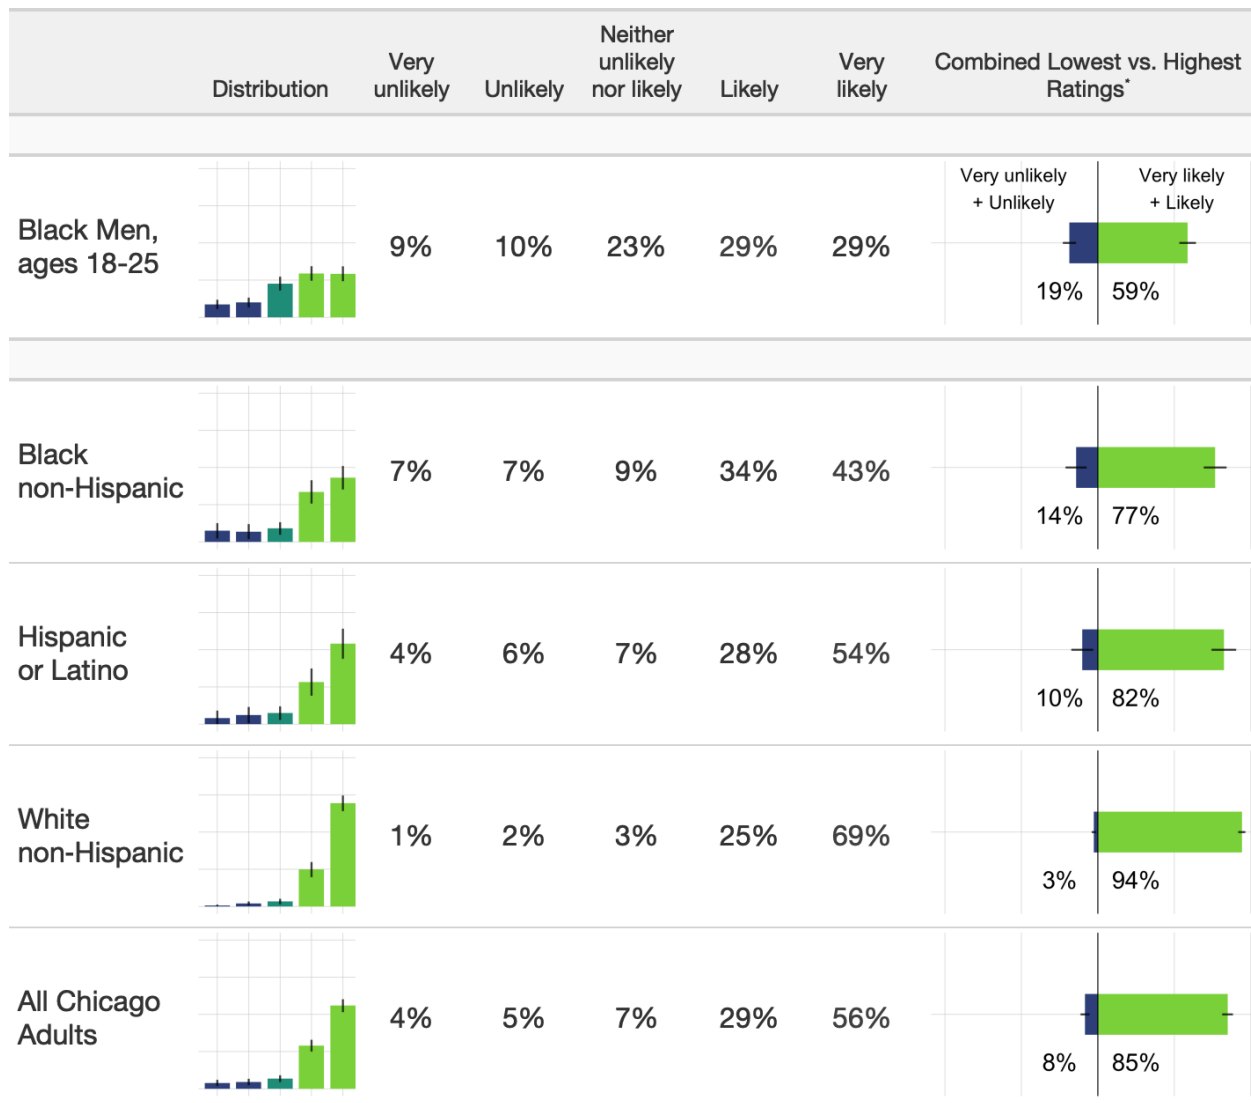 Distribution
Very
unlikely
Unlikely
Neither
unlikely
nor likely
Likely
Very
likely
Combined Lowest vs. Highest
Ratings*
Black Men,
ages 18-25
9%
10%
23%
29%
29%
Very unlikely
+ Unlikely
Very likely
+ Likely
19%
59%
Black
non-Hispanic
7%
7%
9%
34%
43%
14%
77%
Hispanic
or Latino
4%
6%
7%
28%
54%
10%
82%
White
non-Hispanic
1%
2%
3%
25%
69%
3%
94%
All Chicago
Adults
4%
5%
7%
29%
56%
8%
85%